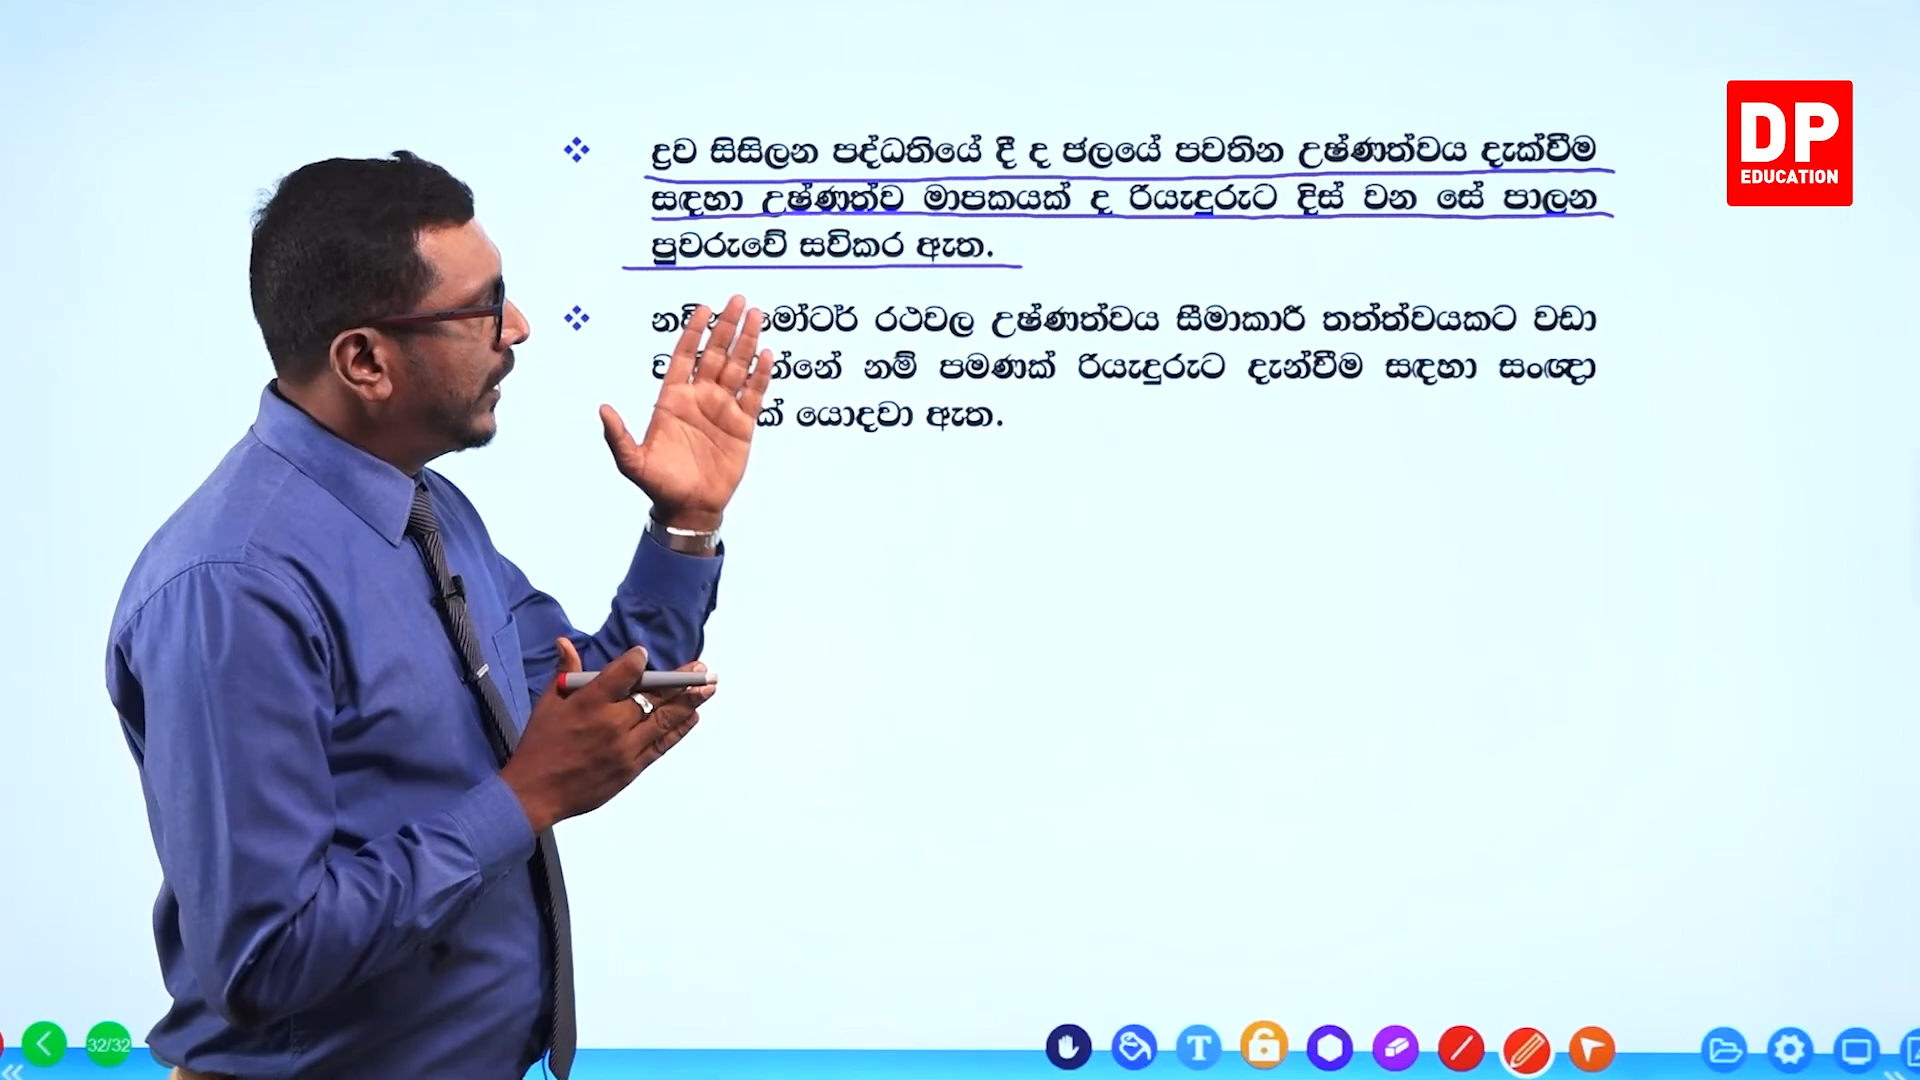 ද්‍රව සිසිලන පද්ධතියේ දී ද ජලයේ පවතින උෂ්ණත්වය දැක්වීම
සඳහා උෂ්ණත්ව මාපකයක් ද රියැදුරුට දිස් වන සේ පාලන
පුවරුවේ සවිකර ඇත.
මෝටර් රථවල උෂ්ණත්වය සීමාකාරී තත්ත්වයකට වඩා
නම් පමණක් රියැදුරුට දැන්වීම සඳහා සංඥා
යොදවා ඇත.
DP
EDUCATION
32/32
T